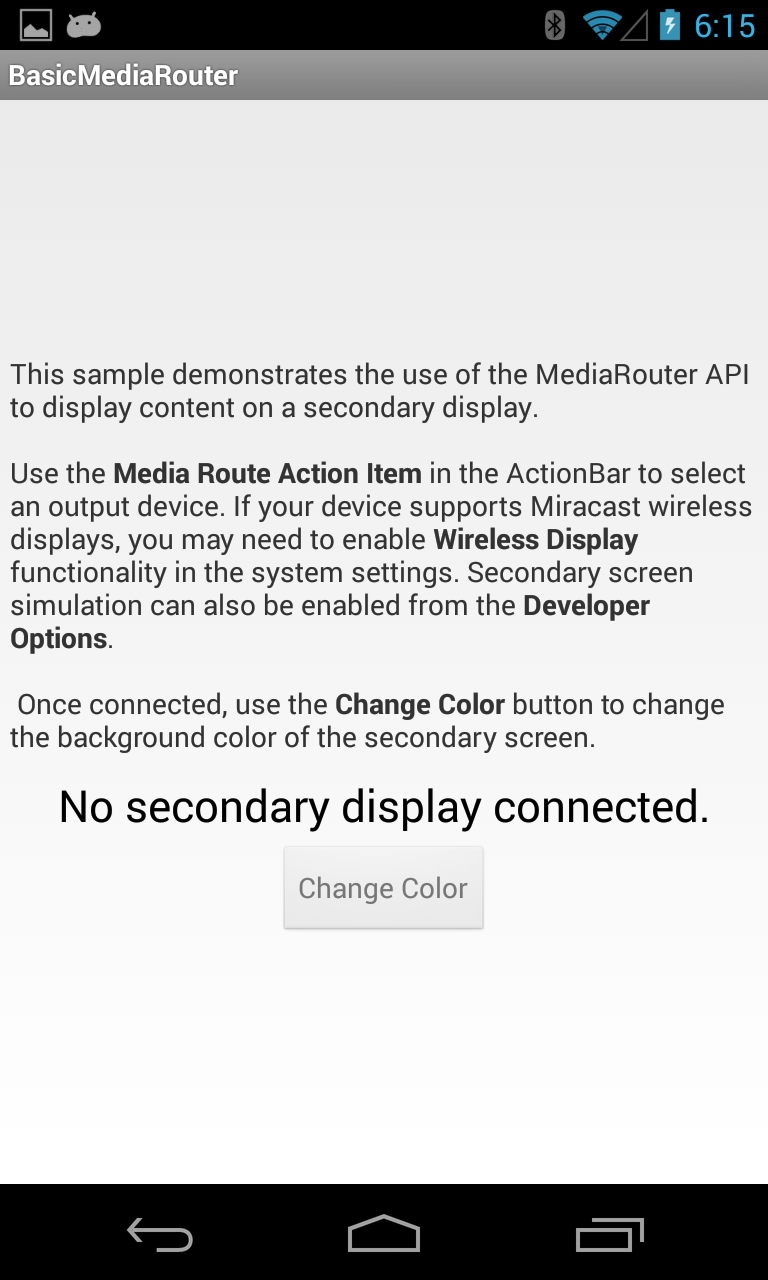 6:15
BasicMediaRouter
This sample demonstrates the use of the MediaRouter API
to display content on a secondary display.
Use the Media Route Action Item in the ActionBar to select
an output device. If your device supports Miracast wireless
displays, you may need to enable Wireless Display
functionality in the system settings. Secondary screen
simulation can also be enabled from the Developer
Options.
Once connected, use the Change Color button to change
the background color of the secondary screen.
No secondary display connected.
Change Color